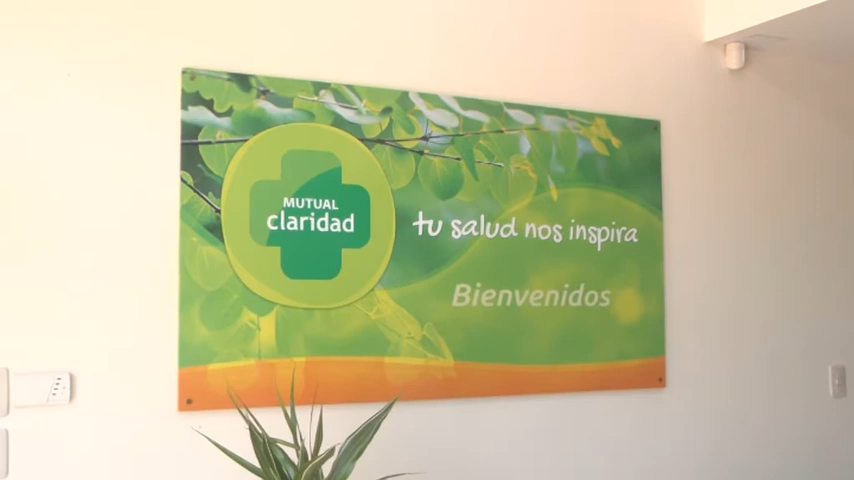 MUTUAL
claridad
tu salud nos inspira
Bienvenidos